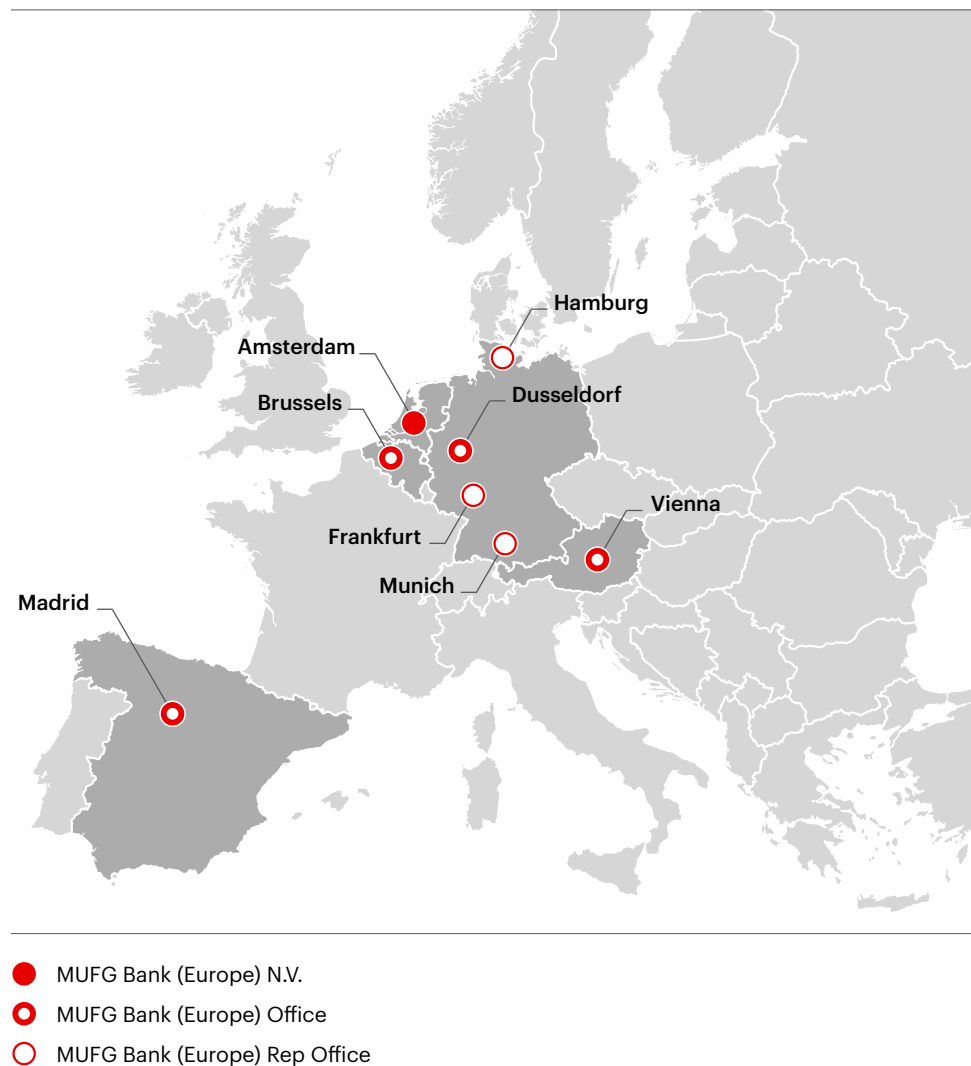 Hamburg
Amsterdam
Dusseldorf
Brussels
Vienna
Frankfurt
Munich
Madrid
MUFG Bank (Europe) N.V.
MUFG Bank (Europe) Office
MUFG Bank (Europe) Rep Office